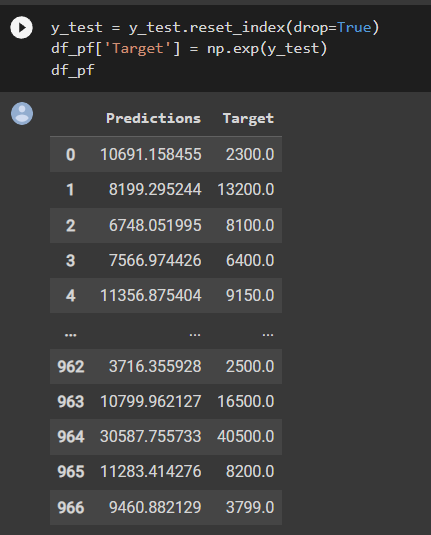 y_test = y_test.reset_index(drop=True)
df_pf['Target'] = np.exp(y_test)
df_pf
Predictions Target
0 10691.158455 2300.0
1 8199.295244 13200.0
2 6748.051995 8100.0
3 7566.974426 6400.0
4 11356.875404 9150.0
... ... ...
962 3716.355928 2500.0
963 10799.962127 16500.0
964 30587.755733 40500.0
965 11283.414276 8200.0
966 9460.882129 3799.0